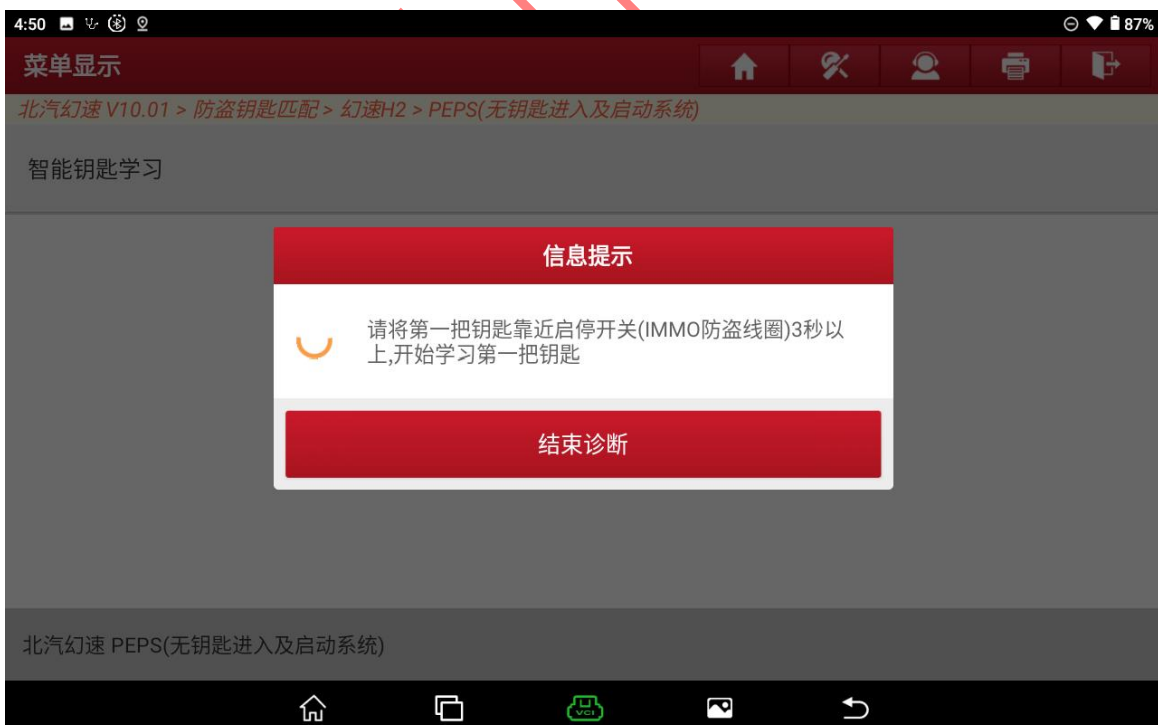 4:50
87%
菜单显示
北汽幻速 V10.01 > 防盗钥匙匹配 > 幻速H2 > PEPS(无钥匙进入及启动系统)
智能钥匙学习
信息提示
请将第一把钥匙靠近启停开关(IMMO防盗线圈)3秒以
上,开始学习第一把钥匙
结束诊断
北汽幻速 PEPS(无钥匙进入及启动系统)
VCI